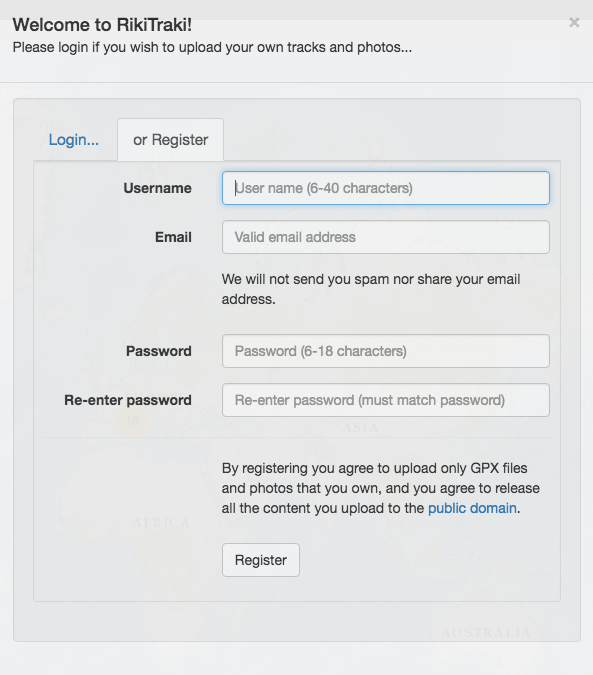 Welcome to RikiTraki!
×
Please login if you wish to upload your own tracks and photos...
Login...
or Register
Username
User name (6-40 characters)
Email
Valid email address
We will not send you spam nor share your email
address.
Password
Password (6-18 characters)
Re-enter password
Re-enter password (must match password)
ASIA
By registering you agree to upload only GPX files
and photos that you own, and you agree to release
all the content you upload to the public domain.
AFRICA
Register
AUSTRALIA